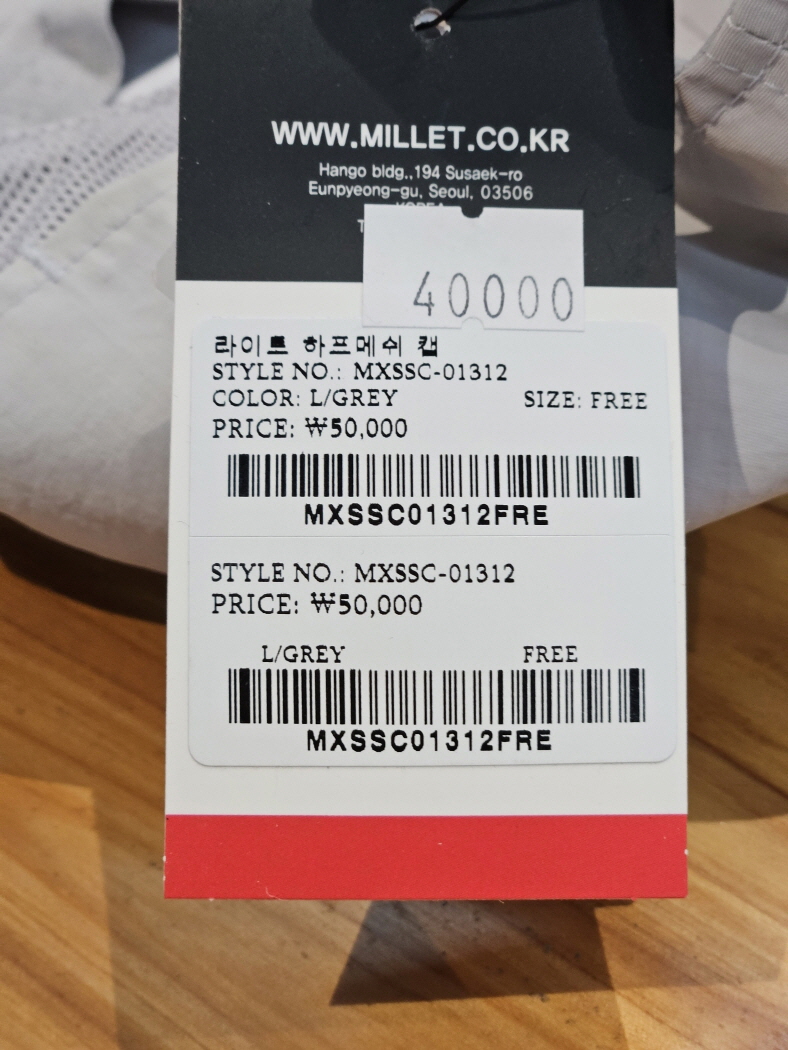 WWW.MILLET.CO.KR
Hango bldg.,194 Susaek-ro
Eunpyeong-gu, Seoul, 03506
KOREA
40000
라이트 하프메쉬 캡
STYLE NO.: MXSSC-01312
COLOR: L/GREY SIZE: FREE
PRICE: ₩50,000
MXSSC01312FRE
STYLE NO.: MXSSC-01312
PRICE: ₩50,000
L/GREY FREE
MXSSC01312FRE